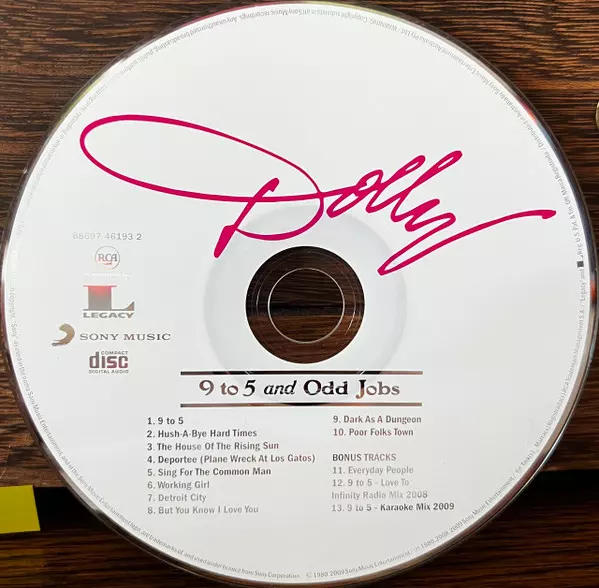 Dolly
88697 46193 2
RCA
L
LEGACY
SONY MUSIC
COMPACT
disc
DIGITAL AUDIO
9 to 5 and Odd Jobs
1. 9 to 5
2. Hush-A-Bye Hard Times
3. The House Of The Rising Sun
4. Deportee (Plane Wreck At Los Gatos)
5. Sing For The Common Man
6. Working Girl
7. Detroit City
8. But You Know I Love You
9. Dark As A Dungeon
10. Poor Folks Town
BONUS TRACKS
11. Everyday People
12. 9 to 5 - Love To
Infinity Radio Mix 2008
13. 9 to 5 - Karaoke Mix 2009